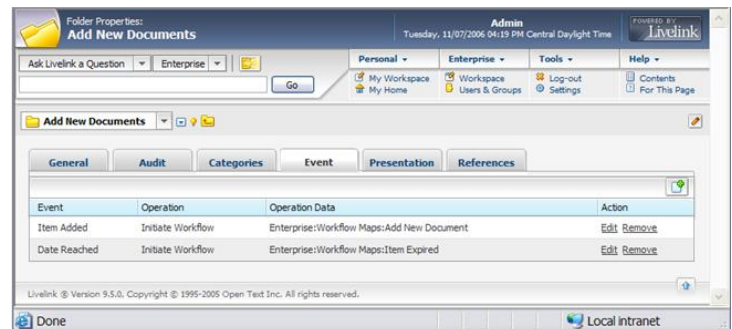 Folder Properties:
Add New Documents
Admin
Tuesday, 11/07/2006 04:19 PM Central Daylight Time
POWERED BY
Livelink
Ask Livelink a Question
Enterprise
Go
Personal
My Workspace
My Home
Enterprise
Workspace
Users & Groups
Tools
Log-out
Settings
Help
Contents
For This Page
Add New Documents
General Audit Categories Event Presentation References
Event Operation Operation Data Action
Item Added Initiate Workflow Enterprise:Workflow Maps:Add New Document Edit Remove
Date Reached Initiate Workflow Enterprise:Workflow Maps:Item Expired Edit Remove
Livelink ® Version 9.5.0, Copyright © 1995-2005 Open Text Inc. All rights reserved.
Done Local intranet